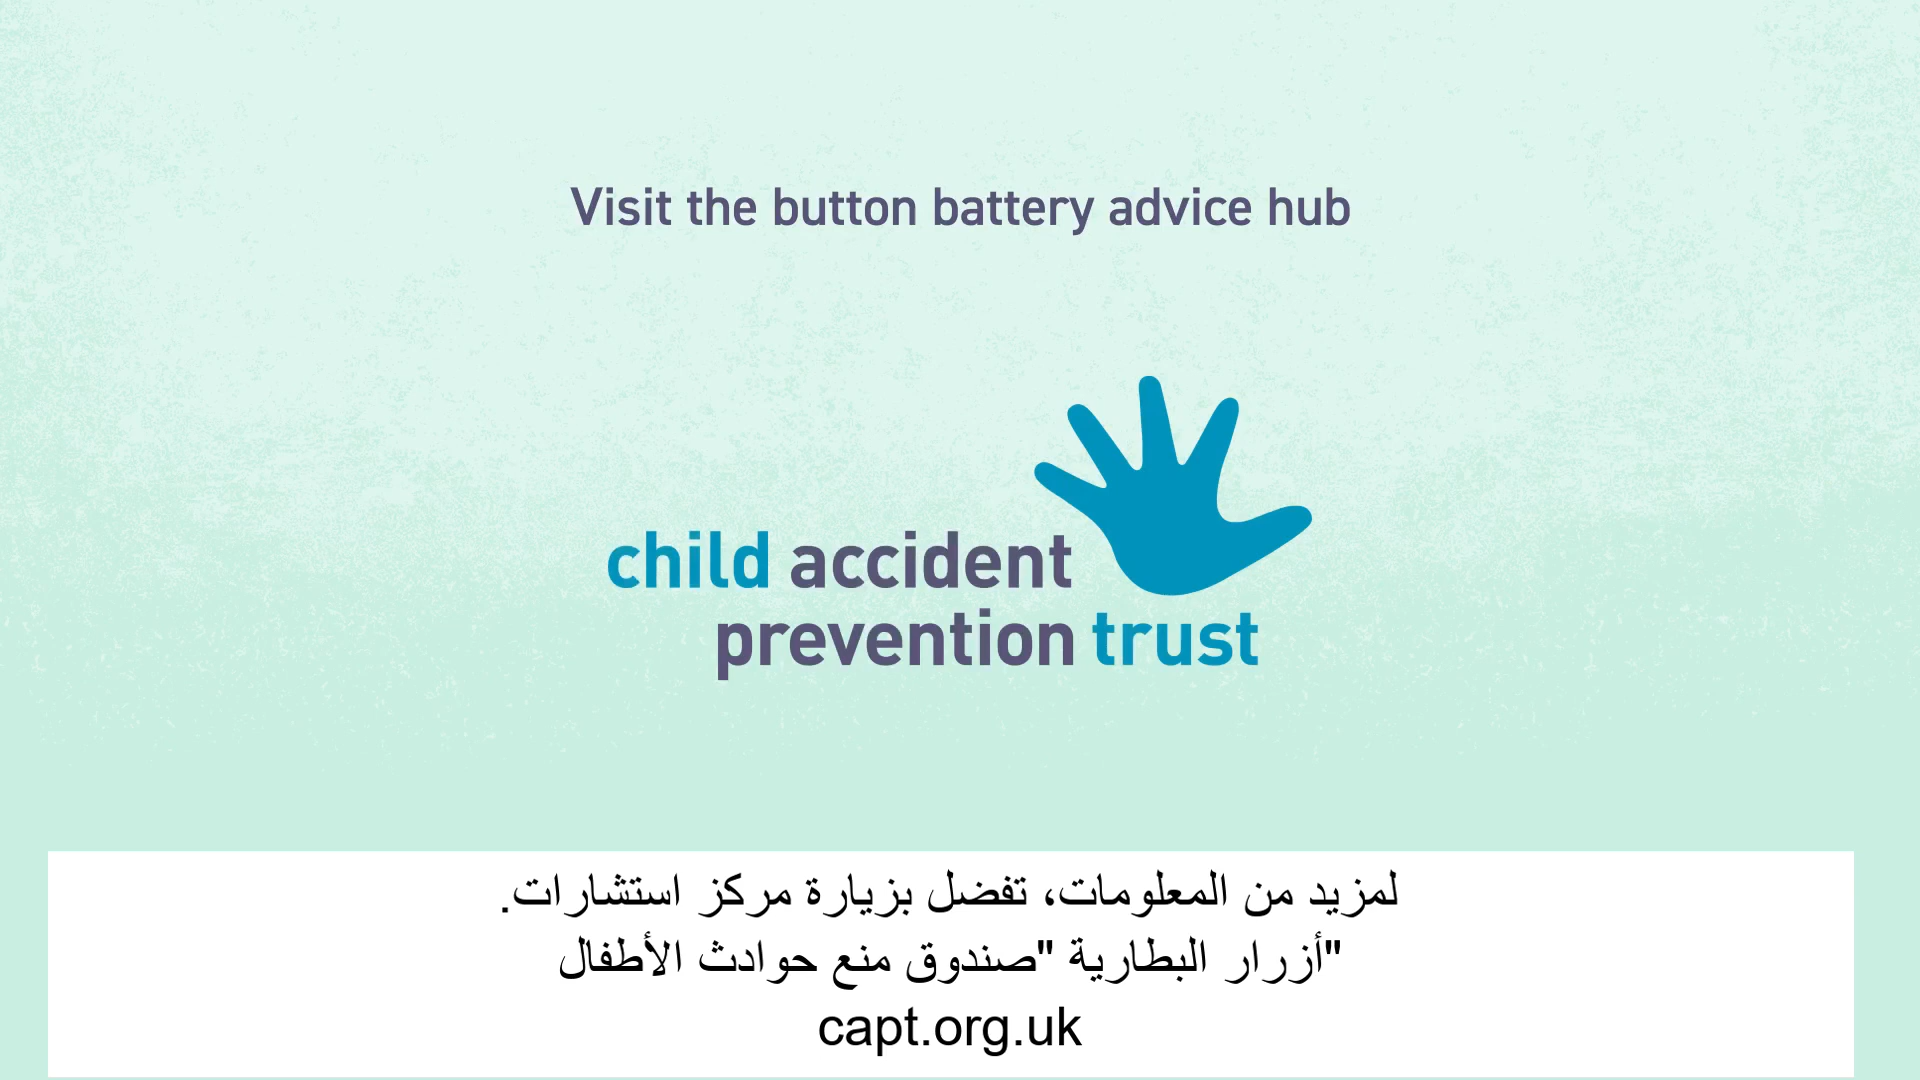 Visit the button battery advice hub
child accident
prevention trust
لمزيد من المعلومات، تفضل بزيارة مركز استشارات.
"أزرار البطارية "صندوق منع حوادث الأطفال
capt.org.uk